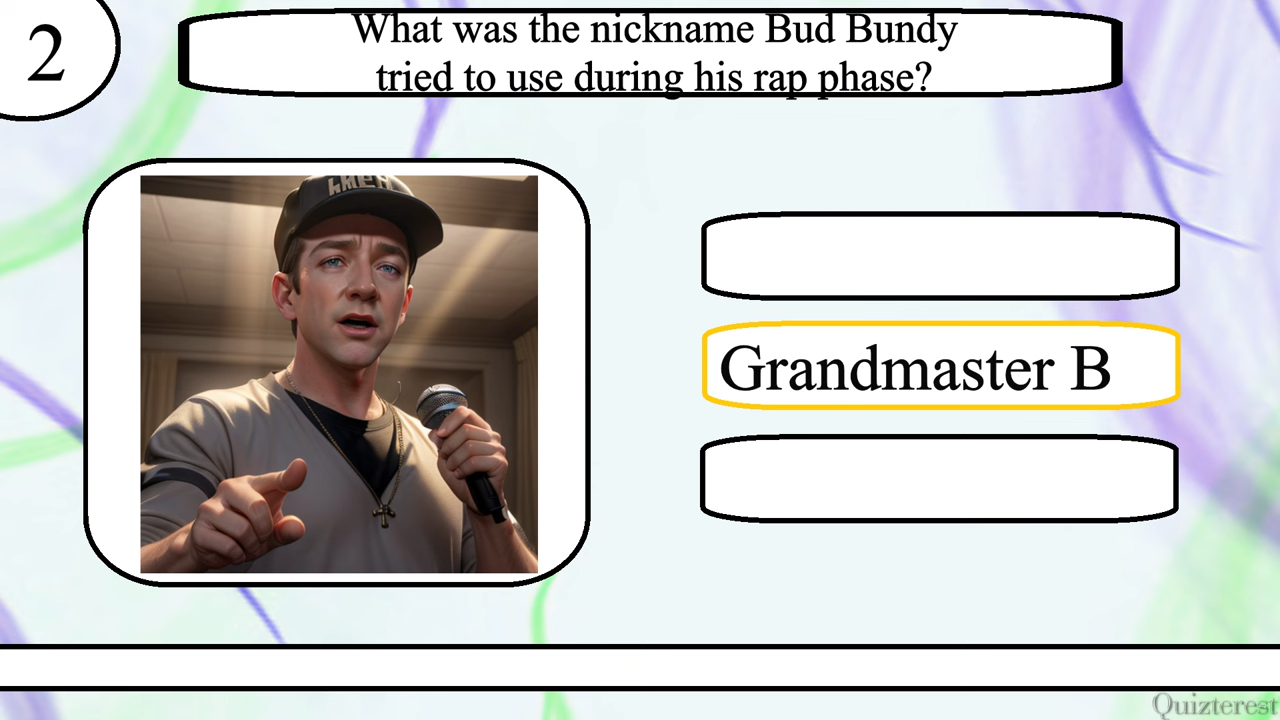 2
What was the nickname Bud Bundy
tried to use during his rap phase?
Grandmaster B
Quizterest